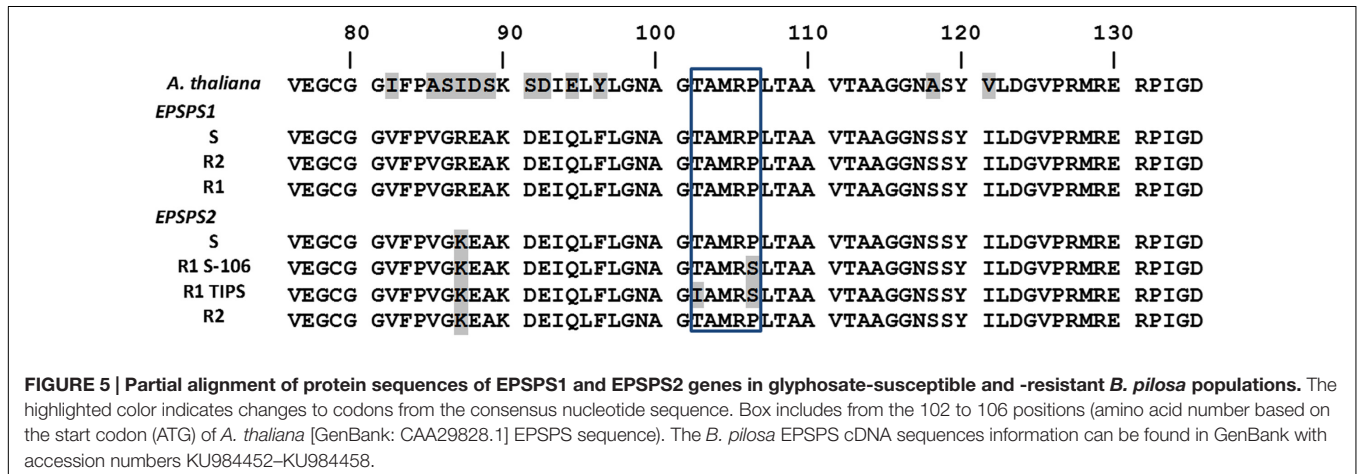 80 90 100 110 120 130
A. thaliana VEGCG GIFPASIDSK SDIELYLGNA GTAMRPLTAA VTAAGGNASY VLDGVPRMRE RPIGD
EPSPS1
S VEGCG GVFPVGREAK DEIQLFLGNA GTAMRPLTAA VTAAGGNSSY ILDGVPRMRE RPIGD
R2 VEGCG GVFPVGREAK DEIQLFLGNA GTAMRPLTAA VTAAGGNSSY ILDGVPRMRE RPIGD
R1 VEGCG GVFPVGREAK DEIQLFLGNA GTAMRPLTAA VTAAGGNSSY ILDGVPRMRE RPIGD
EPSPS2
S VEGCG GVFPVGKEAK DEIQLFLGNA GTAMRPLTAA VTAAGGNSSY ILDGVPRMRE RPIGD
R1 S-106 VEGCG GVFPVGKEAK DEIQLFLGNA GTAMRSLTAA VTAAGGNSSY ILDGVPRMRE RPIGD
R1 TIPS VEGCG GVFPVGKEAK DEIQLFLGNA GIAMRSLTAA VTAAGGNSSY ILDGVPRMRE RPIGD
R2 VEGCG GVFPVGKEAK DEIQLFLGNA GTAMRPLTAA VTAAGGNSSY ILDGVPRMRE RPIGD
FIGURE 5 | Partial alignment of protein sequences of EPSPS1 and EPSPS2 genes in glyphosate-susceptible and -resistant B. pilosa populations. The
highlighted color indicates changes to codons from the consensus nucleotide sequence. Box includes from the 102 to 106 positions (amino acid number based on
the start codon (ATG) of A. thaliana [GenBank: CAA29828.1] EPSPS sequence). The B. pilosa EPSPS cDNA sequences information can be found in GenBank with
accession numbers KU984452–KU984458.